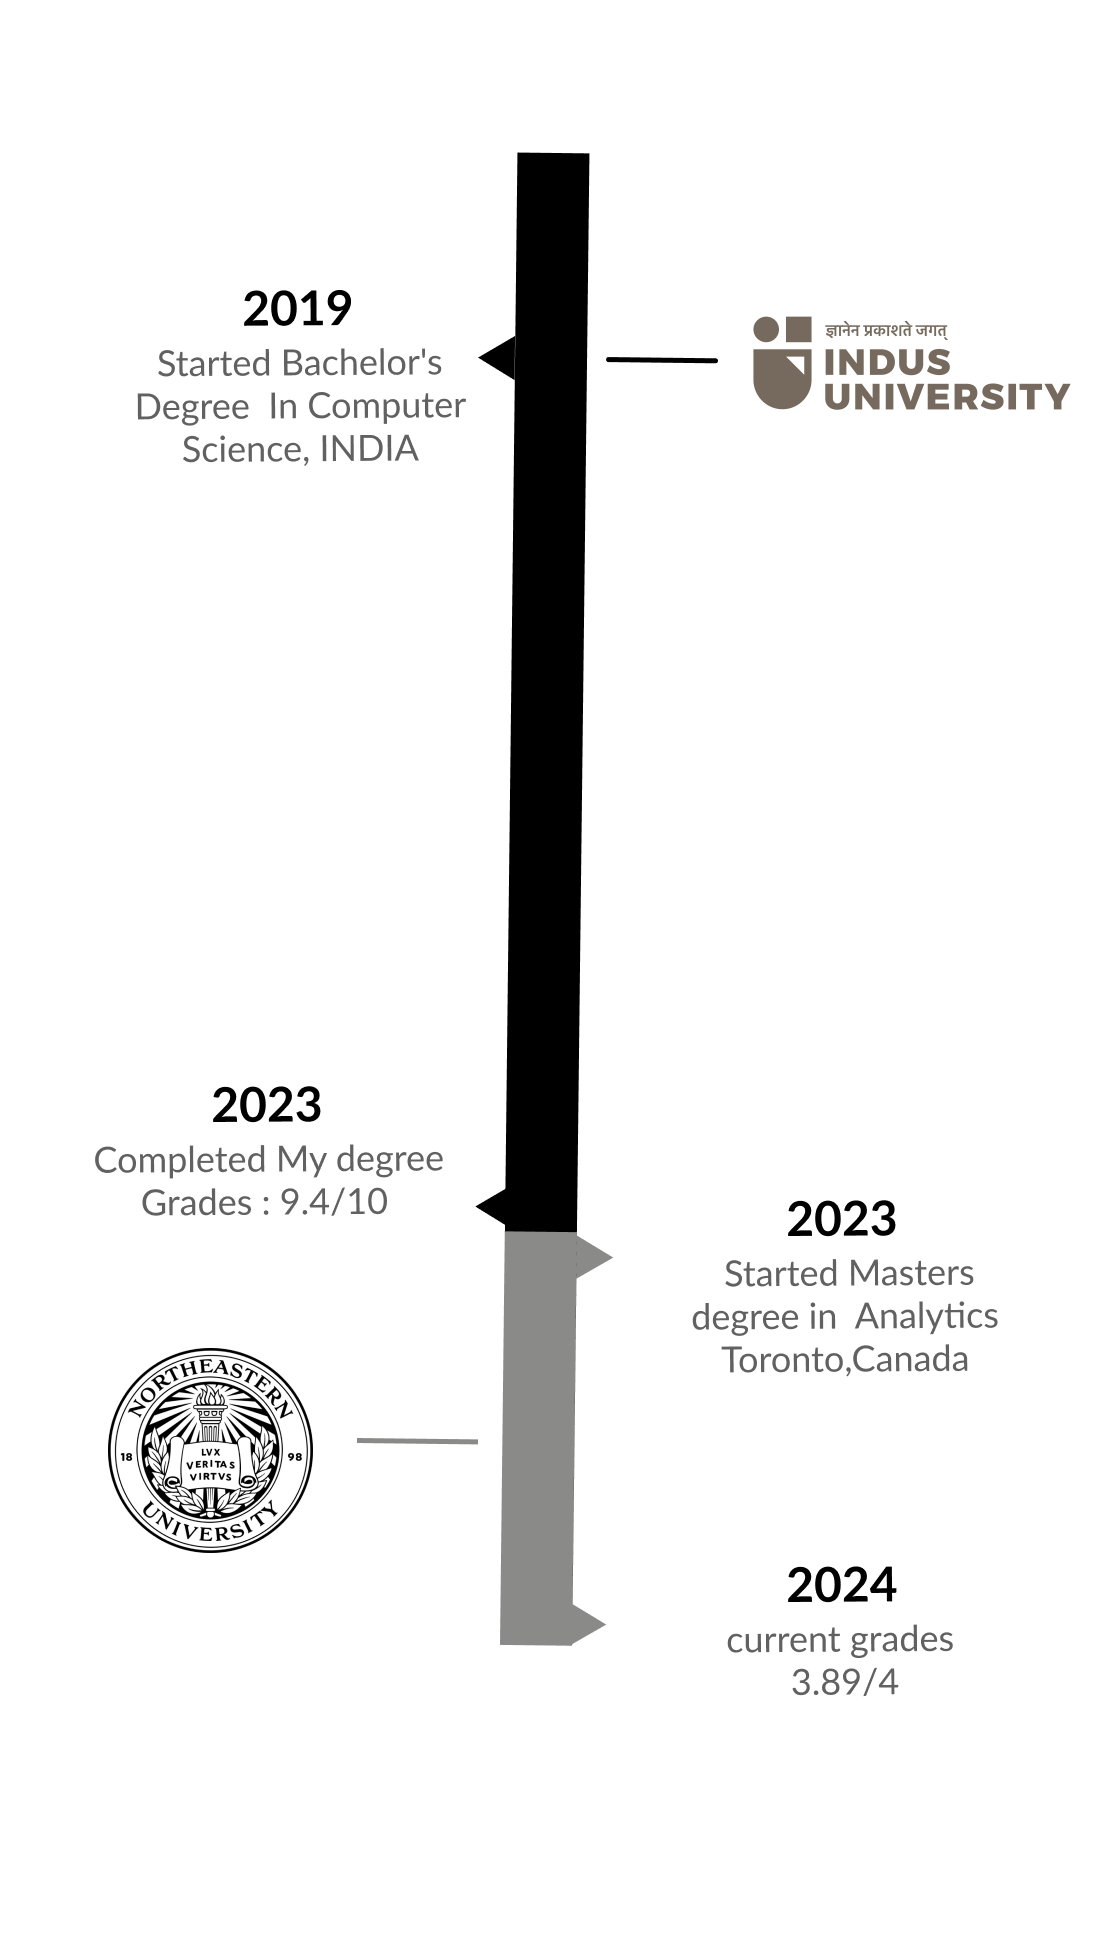 2019
Started Bachelor's
Degree  In Computer
Science, INDIA
ज्ञानेन प्रकाशते जगत्
INDUS
UNIVERSITY
2023
Completed My degree
Grades : 9.4/10
2023
Started Masters
degree in  Analytics
Toronto,Canada
NORTHEASTERN
18
98
LVX
VERITAS
VIRTVS
UNIVERSITY
2024
current grades
3.89/4